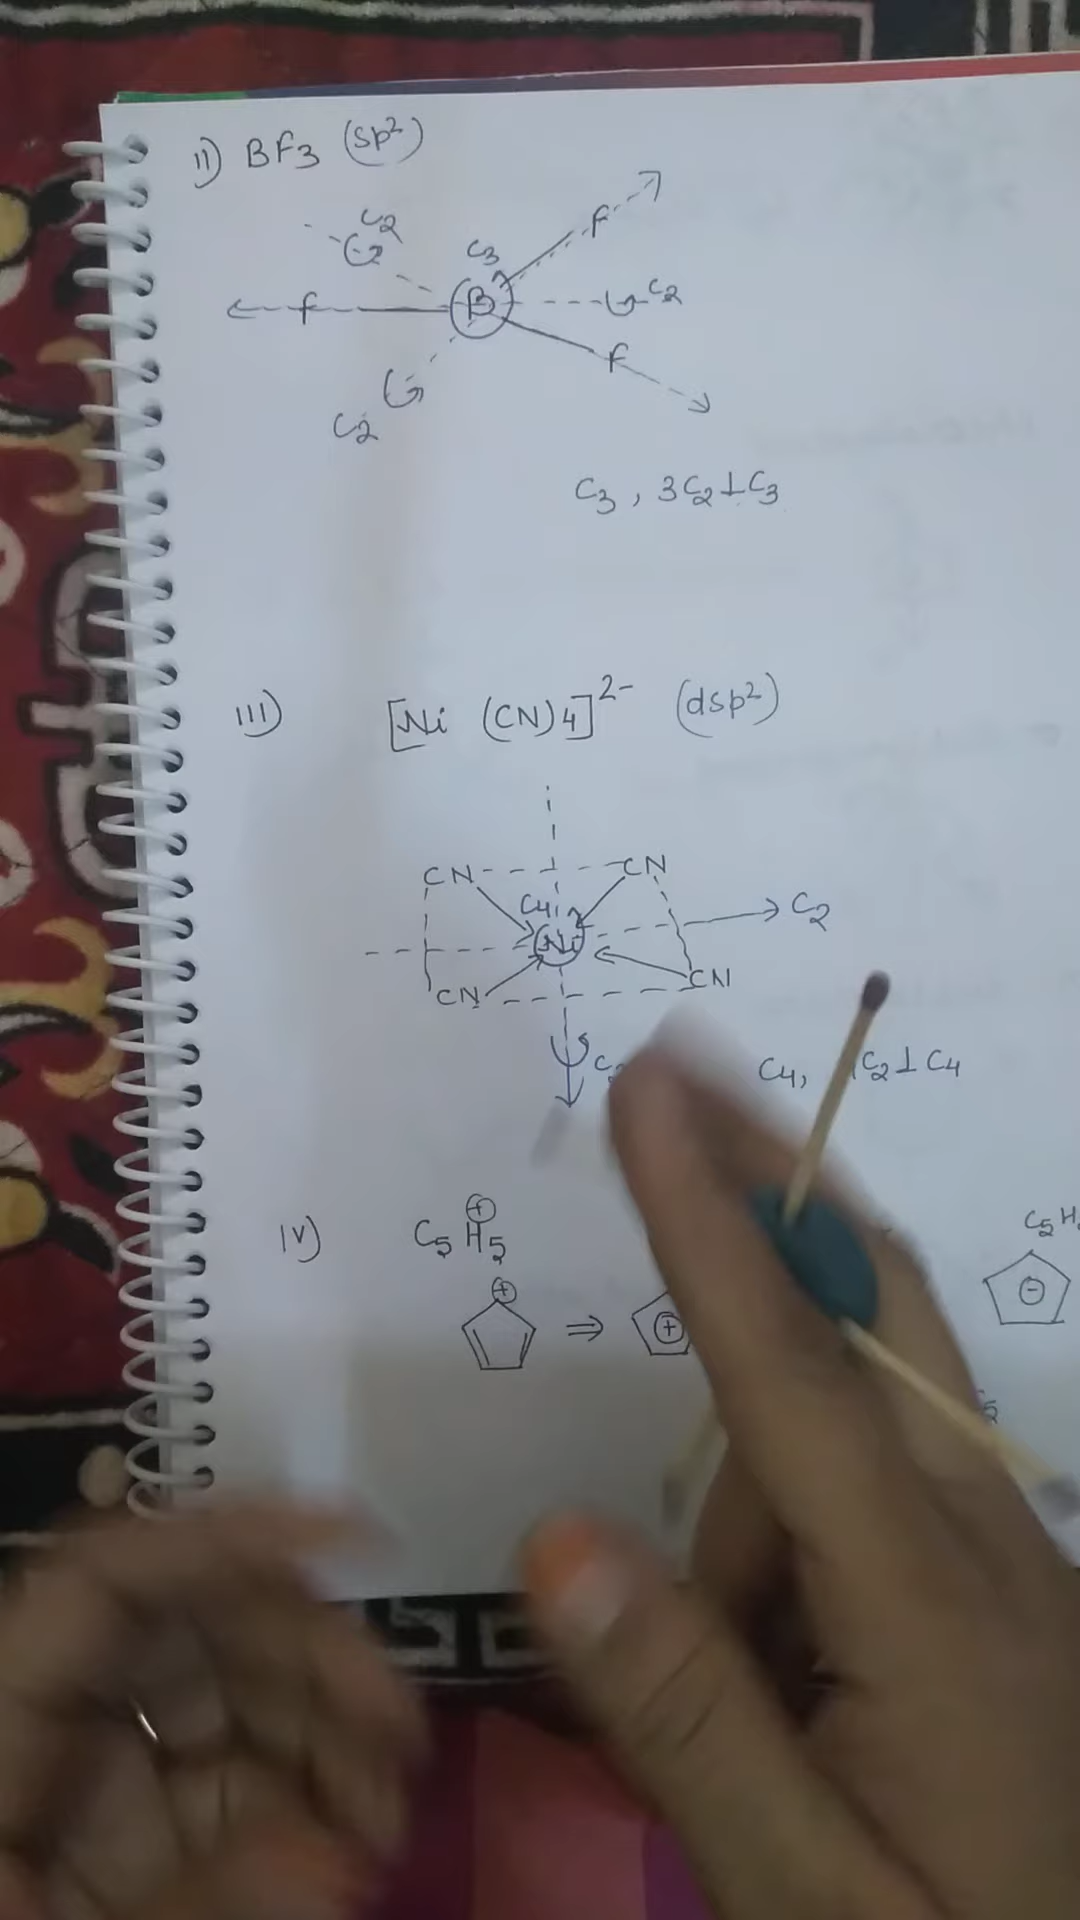 II) BF3 (sp²)
C2
C3
F
C2
F
B
F
C2
C3 , 3C2⊥C3
III) [Ni (CN)4]²⁻ (dsp²)
CN CN
C4
C2
Ni
CN CN
C4, C2⊥C4
IV) C5H5⊕
⊕
⇒ ⊕ ⊖